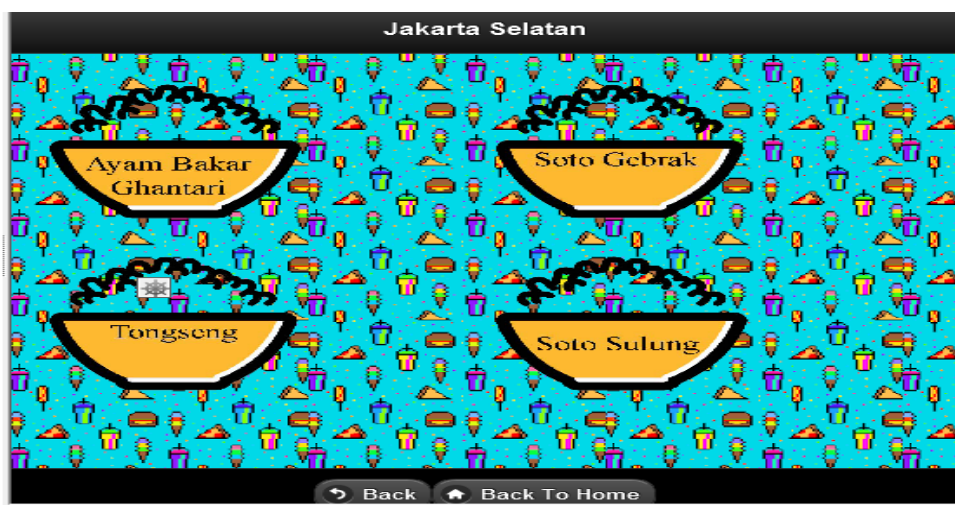 Jakarta Selatan
Ayam Bakar
Ghantari
Soto Gebrak
Tongseng
Soto Sulung
Back
Back To Home